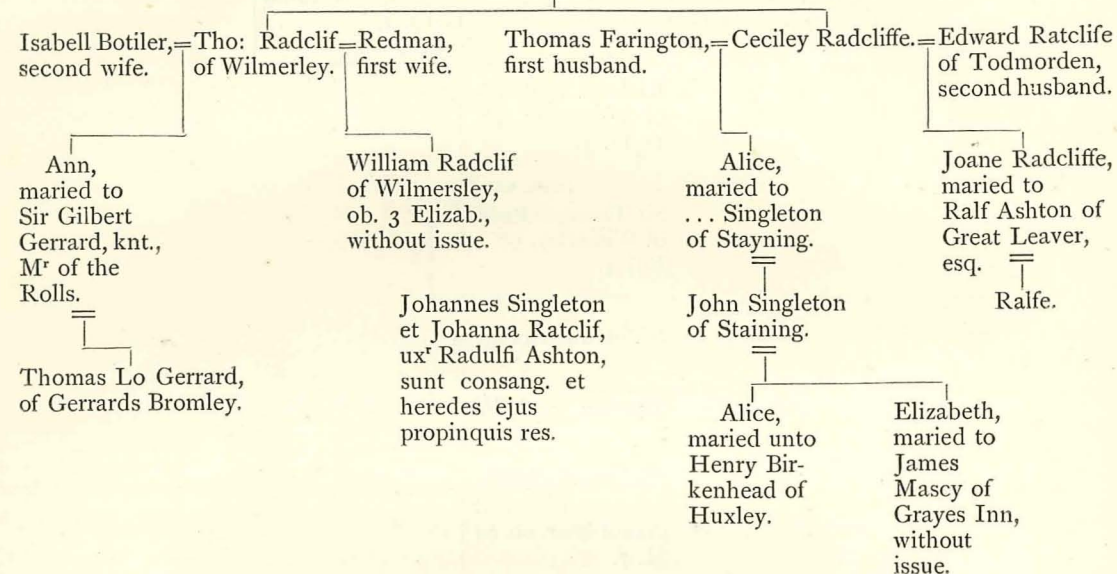 Isabell Botiler,=Tho: Radclif=Redman,
second wife. of Wilmerley. first wife.
Thomas Farington,=Ceciley Radcliffe.=Edward Ratclife
first husband. of Todmorden,
second husband.
Ann,
maried to
Sir Gilbert
Gerrard, knt.,
Mʳ of the
Rolls.
Thomas Lo Gerrard,
of Gerrards Bromley.
William Radclif
of Wilmersley,
ob. 3 Elizab.,
without issue.
Johannes Singleton
et Johanna Ratclif,
uxʳ Radulfi Ashton,
sunt consang. et
heredes ejus
propinquis res.
Alice,
maried to
... Singleton
of Stayning.
John Singleton
of Staining.
Alice,
maried unto
Henry Bir-
kenhead of
Huxley.
Elizabeth,
maried to
James
Mascy of
Grayes Inn,
without
issue.
Joane Radcliffe,
maried to
Ralf Ashton of
Great Leaver,
esq.
Ralfe.